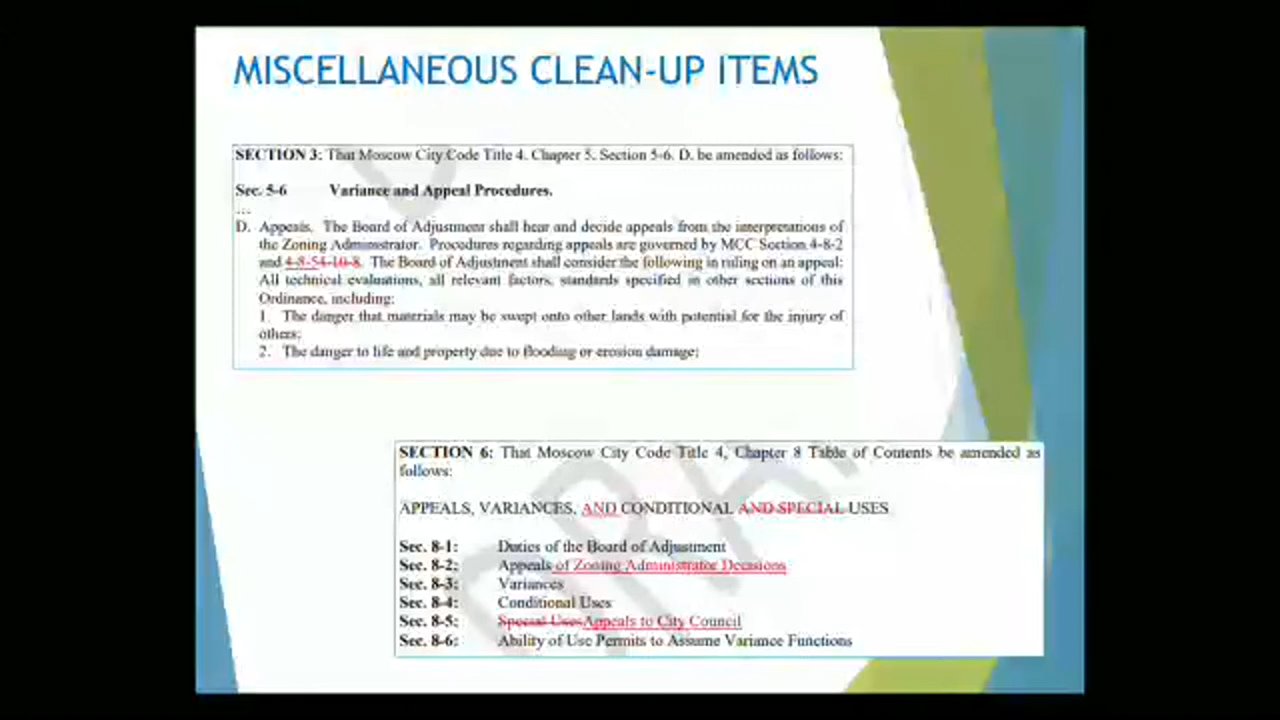 MISCELLANEOUS CLEAN-UP ITEMS
SECTION 3: That Moscow City Code Title 4, Chapter 5, Section 5-6, D. be amended as follows:
Sec. 5-6 Variance and Appeal Procedures.
...
D. Appeals. The Board of Adjustment shall hear and decide appeals from the interpretations of
the Zoning Administrator. Procedures regarding appeals are governed by MCC Section 4-8-2
and 4-8-54-10-8. The Board of Adjustment shall consider the following in ruling on an appeal:
All technical evaluations, all relevant factors, standards specified in other sections of this
Ordinance, including:
1. The danger that materials may be swept onto other lands with potential for the injury of
others;
2. The danger to life and property due to flooding or erosion damage;
SECTION 6: That Moscow City Code Title 4, Chapter 8 Table of Contents be amended as
follows:
APPEALS, VARIANCES, AND CONDITIONAL AND SPECIAL USES
Sec. 8-1: Duties of the Board of Adjustment
Sec. 8-2: Appeals of Zoning Administrator Decisions
Sec. 8-3: Variances
Sec. 8-4: Conditional Uses
Sec. 8-5: Special UsesAppeals to City Council
Sec. 8-6: Ability of Use Permits to Assume Variance Functions